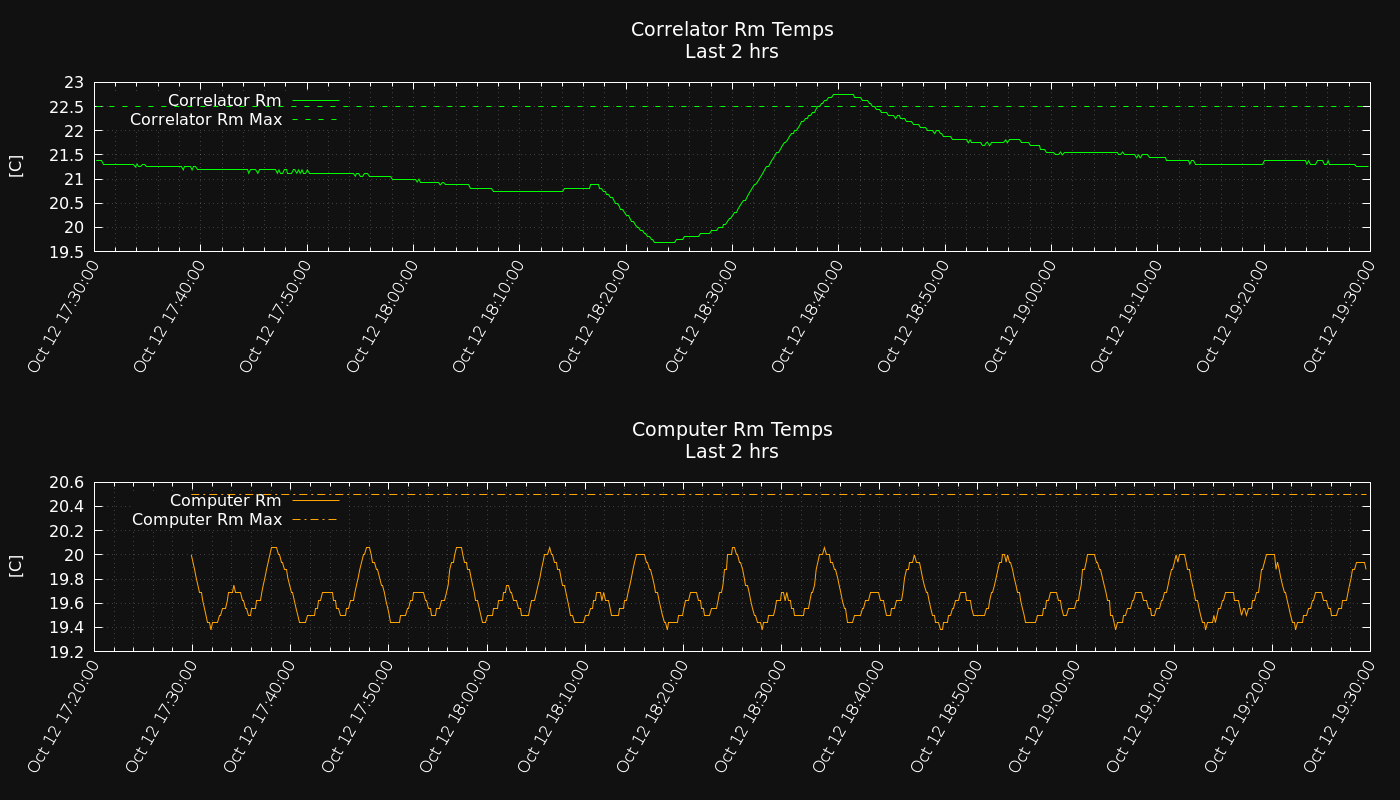 Correlator Rm Temps
Last 2 hrs
Correlator Rm
Correlator Rm Max
[C]
23
22.5
22
21.5
21
20.5
20
19.5
Oct 12 17:30:00
Oct 12 17:40:00
Oct 12 17:50:00
Oct 12 18:00:00
Oct 12 18:10:00
Oct 12 18:20:00
Oct 12 18:30:00
Oct 12 18:40:00
Oct 12 18:50:00
Oct 12 19:00:00
Oct 12 19:10:00
Oct 12 19:20:00
Oct 12 19:30:00
Computer Rm Temps
Last 2 hrs
Computer Rm
Computer Rm Max
[C]
20.6
20.4
20.2
20
19.8
19.6
19.4
19.2
Oct 12 17:20:00
Oct 12 17:30:00
Oct 12 17:40:00
Oct 12 17:50:00
Oct 12 18:00:00
Oct 12 18:10:00
Oct 12 18:20:00
Oct 12 18:30:00
Oct 12 18:40:00
Oct 12 18:50:00
Oct 12 19:00:00
Oct 12 19:10:00
Oct 12 19:20:00
Oct 12 19:30:00